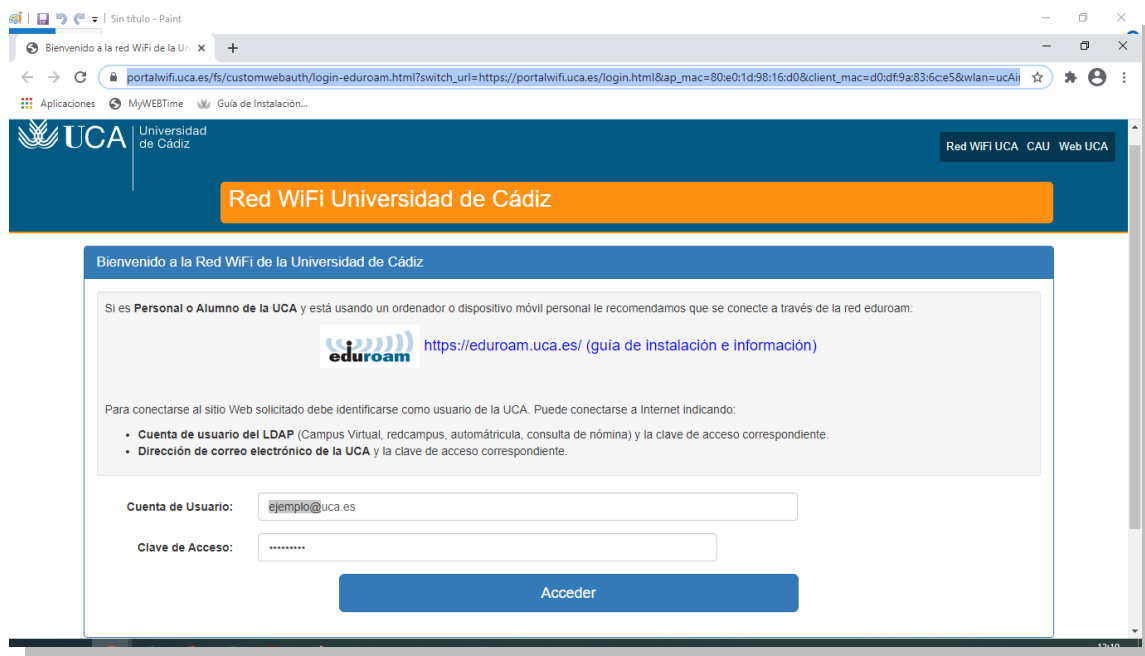 Sin título - Paint
Bienvenido a la red WiFi de la Un
portalwifi.uca.es/fs/customwebauth/login-eduroam.html?switch_url=https://portalwifi.uca.es/login.html&ap_mac=80:e0:1d:98:16:d0&client_mac=d0:df:9a:83:6c:e5&wlan=ucAir
Aplicaciones MyWEBTime Guía de Instalación...
UCA Universidad de Cádiz
Red WiFi UCA CAU Web UCA
Red WiFi Universidad de Cádiz
Bienvenido a la Red WiFi de la Universidad de Cádiz
Si es Personal o Alumno de la UCA y está usando un ordenador o dispositivo móvil personal le recomendamos que se conecte a través de la red eduroam:
eduroam https://eduroam.uca.es/ (guía de instalación e información)
Para conectarse al sitio Web solicitado debe identificarse como usuario de la UCA. Puede conectarse a Internet indicando:
• Cuenta de usuario del LDAP (Campus Virtual, redcampus, automátricula, consulta de nómina) y la clave de acceso correspondiente.
• Dirección de correo electrónico de la UCA y la clave de acceso correspondiente.
Cuenta de Usuario: ejemplo@uca.es
Clave de Acceso: •••••••••
Acceder